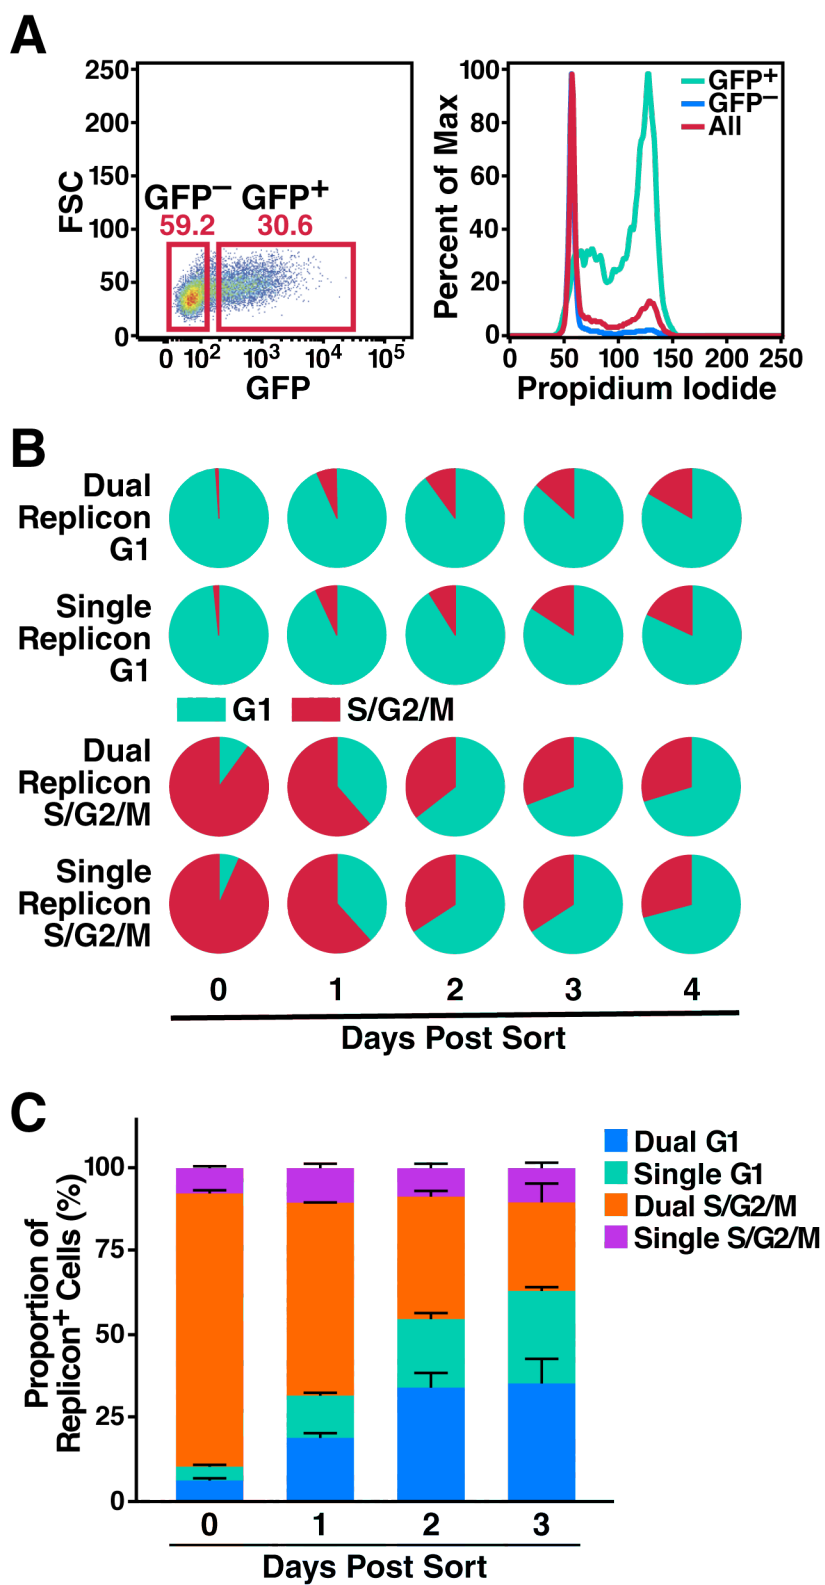 A
250
200
150
100
50
0
FSC
GFP− GFP+
59.2 30.6
0 10² 10³ 10⁴ 10⁵
GFP
100
80
60
40
20
0
Percent of Max
GFP+
GFP−
All
0 50 100 150 200 250
Propidium Iodide
B
Dual
Replicon
G1
Single
Replicon
G1
G1 S/G2/M
Dual
Replicon
S/G2/M
Single
Replicon
S/G2/M
0 1 2 3 4
Days Post Sort
C
Proportion of
Replicon+ Cells (%)
100
75
50
25
0
Dual G1
Single G1
Dual S/G2/M
Single S/G2/M
0 1 2 3
Days Post Sort